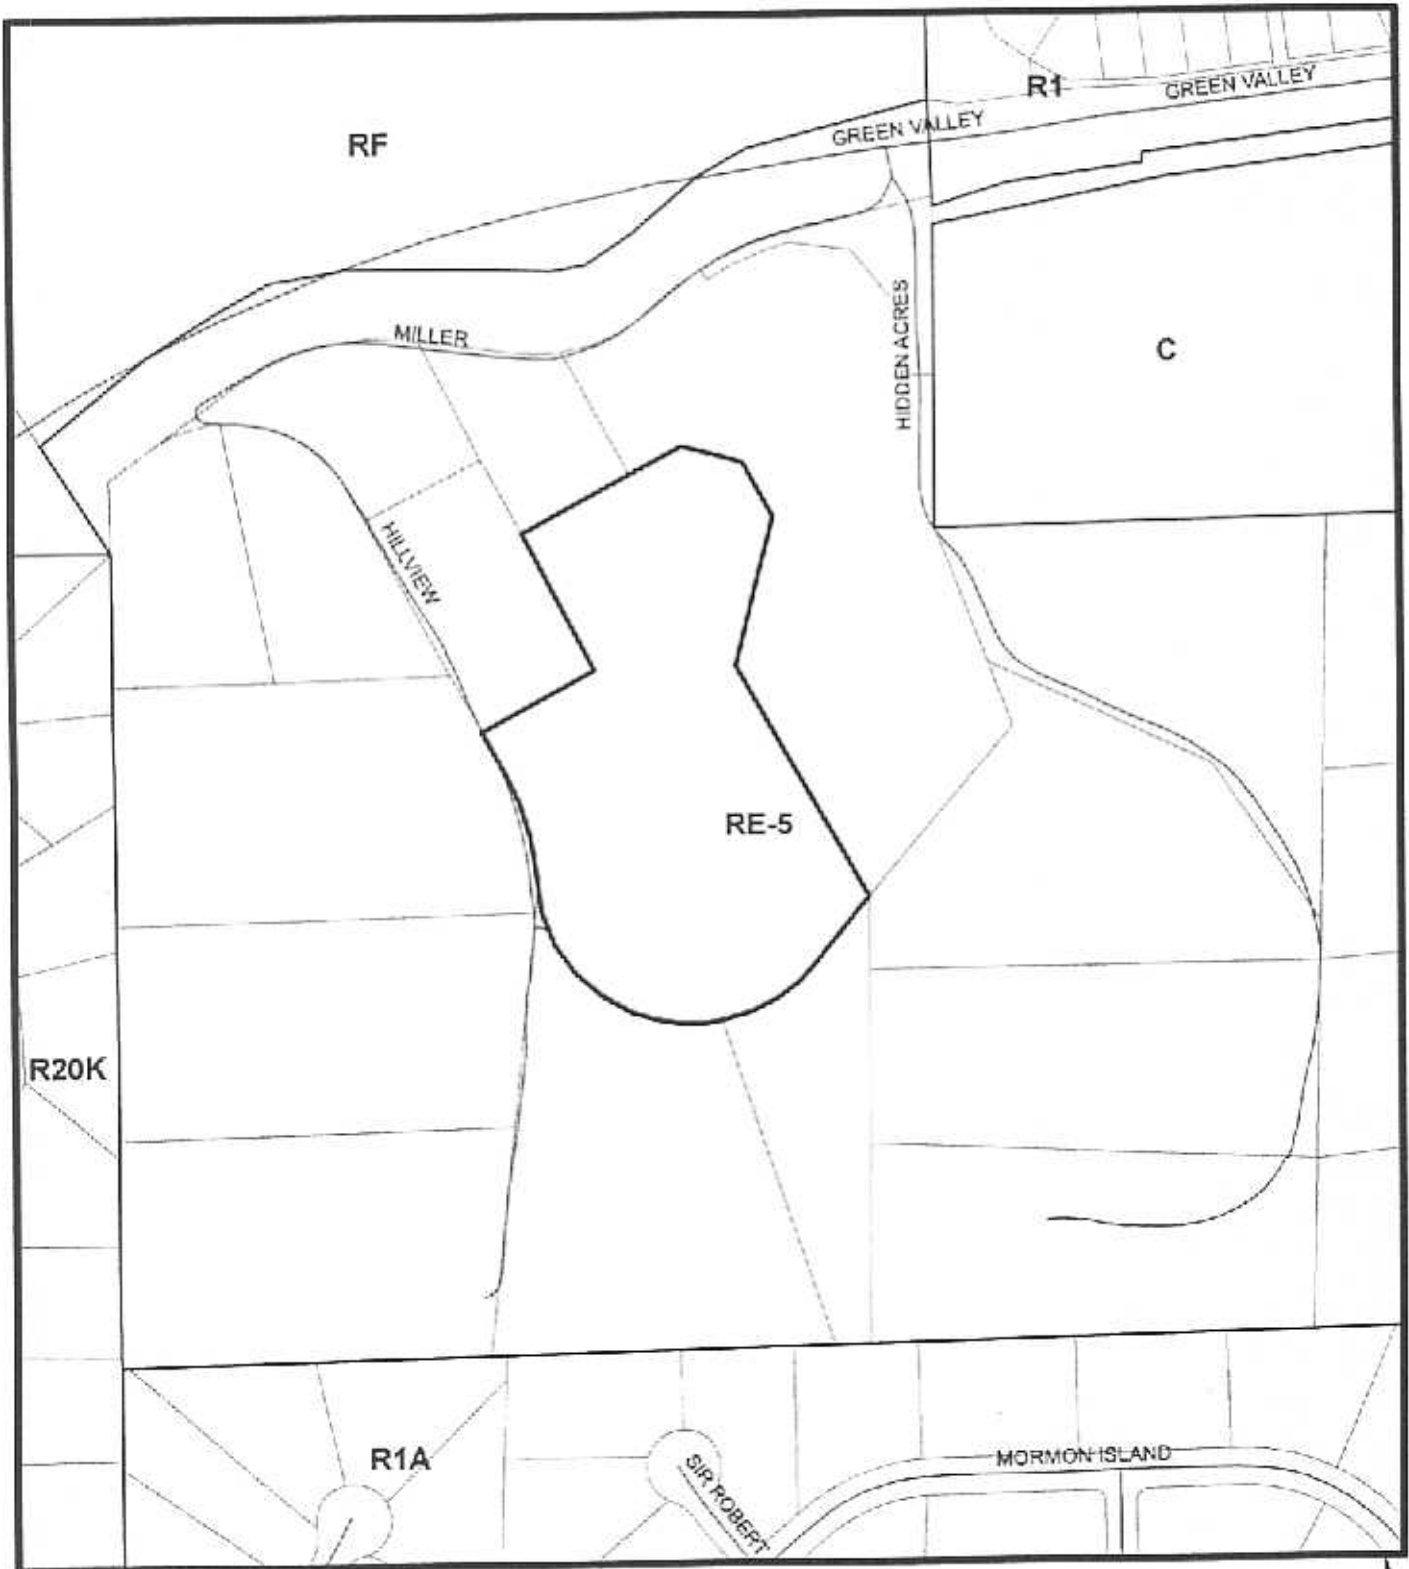 R1
GREEN VALLEY
GREEN VALLEY
RF
HIDDEN ACRES
MILLER
C
HILLVIEW
RE-5
R20K
R1A
SIR ROBERT
MORMON ISLAND